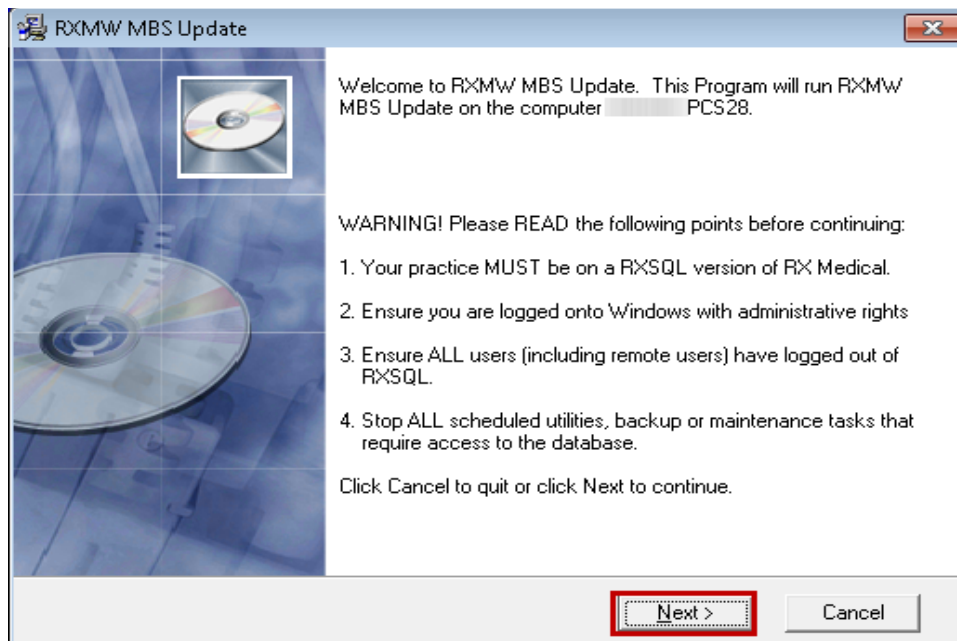 RXMW MBS Update
Welcome to RXMW MBS Update. This Program will run RXMW
MBS Update on the computer PCS28.
WARNING! Please READ the following points before continuing:
1. Your practice MUST be on a RXSQL version of RX Medical.
2. Ensure you are logged onto Windows with administrative rights
3. Ensure ALL users (including remote users) have logged out of
RXSQL.
4. Stop ALL scheduled utilities, backup or maintenance tasks that
require access to the database.
Click Cancel to quit or click Next to continue.
Next >
Cancel